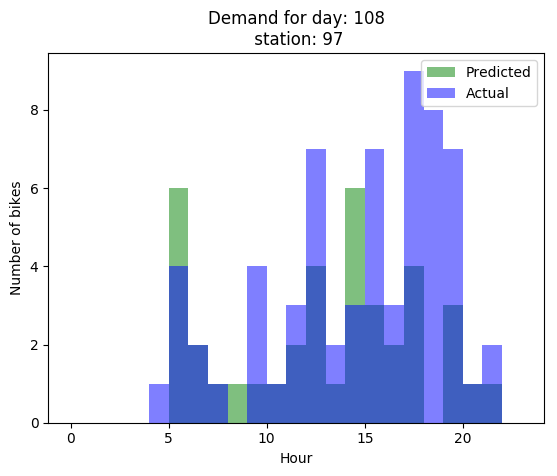 Demand for day: 108
station: 97
Predicted
Actual
8
6
4
2
0
Number of bikes
0 5 10 15 20
Hour